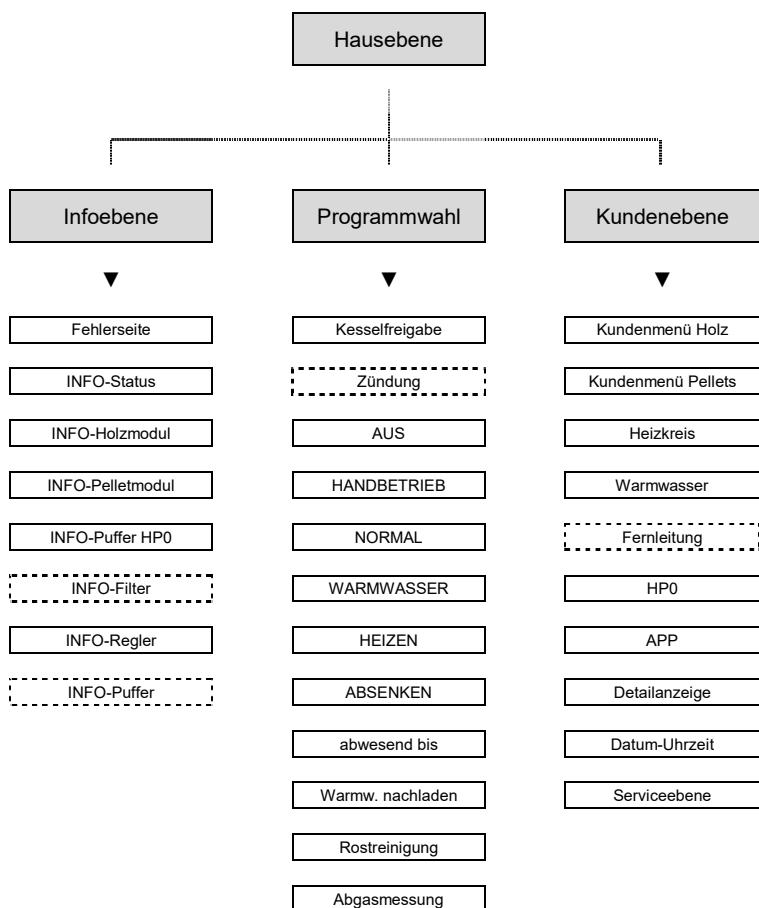 Hausebene
Infoebene
Programmwahl
Kundenebene
Fehlerseite
Kesselfreigabe
Kundenmenü Holz
INFO-Status
Zündung
Kundenmenü Pellets
INFO-Holzmodul
AUS
Heizkreis
INFO-Pelletmodul
HANDBETRIEB
Warmwasser
INFO-Puffer HP0
NORMAL
Fernleitung
INFO-Filter
WARMWASSER
HP0
INFO-Regler
HEIZEN
APP
INFO-Puffer
ABSENKEN
Detailanzeige
abwesend bis
Datum-Uhrzeit
Warmw. nachladen
Serviceebene
Rostreinigung
Abgasmessung